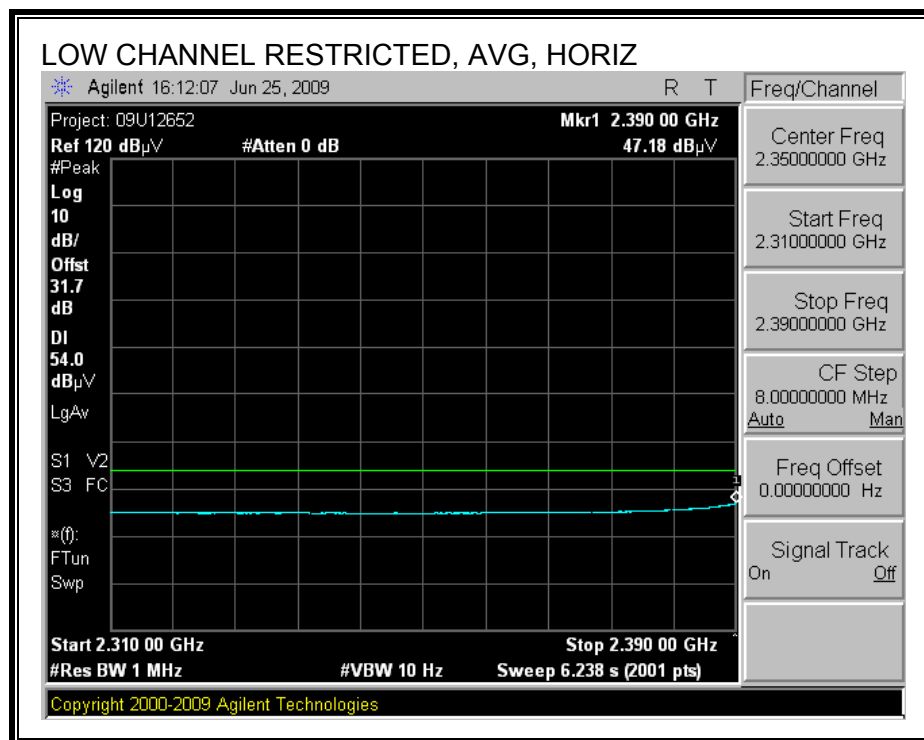 LOW CHANNEL RESTRICTED, AVG, HORIZ
Agilent 16:12:07 Jun 25, 2009 R T
Freq/Channel
Project: 09U12652 Mkr1 2.390 00 GHz
Ref 120 dBµV #Atten 0 dB 47.18 dBµV
#Peak
Log
10
dB/
Offst
31.7
dB
DI
54.0
dBµV
LgAv
S1 V2
S3 FC
¤(f):
FTun
Swp
1
Start 2.310 00 GHz Stop 2.390 00 GHz ^
#Res BW 1 MHz #VBW 10 Hz Sweep 6.238 s (2001 pts)
Center Freq
2.35000000 GHz
Start Freq
2.31000000 GHz
Stop Freq
2.39000000 GHz
CF Step
8.00000000 MHz
Auto Man
Freq Offset
0.00000000 Hz
Signal Track
On Off
Copyright 2000-2009 Agilent Technologies